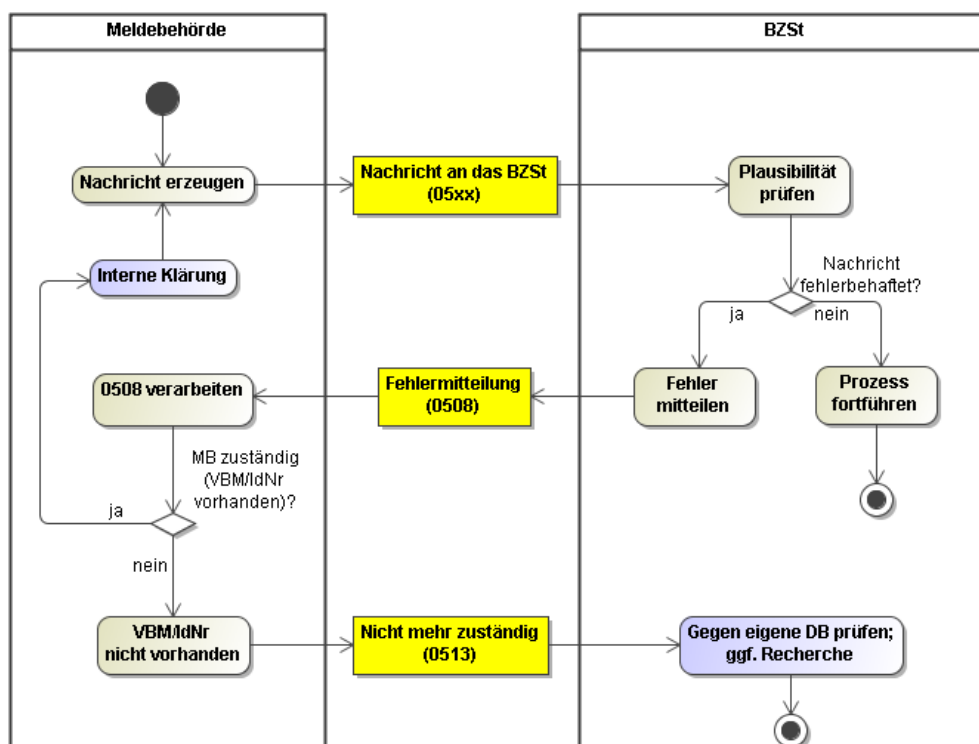 Meldebehörde
BZSt
Nachricht erzeugen
Nachricht an das BZSt
(05xx)
Plausibilität
prüfen
Interne Klärung
Nachricht
fehlerbehaftet?
ja
nein
0508 verarbeiten
Fehlermitteilung
(0508)
Fehler
mitteilen
Prozess
fortführen
MB zuständig
(VBM/IdNr
vorhanden)?
ja
nein
VBM/IdNr
nicht vorhanden
Nicht mehr zuständig
(0513)
Gegen eigene DB prüfen;
ggf. Recherche